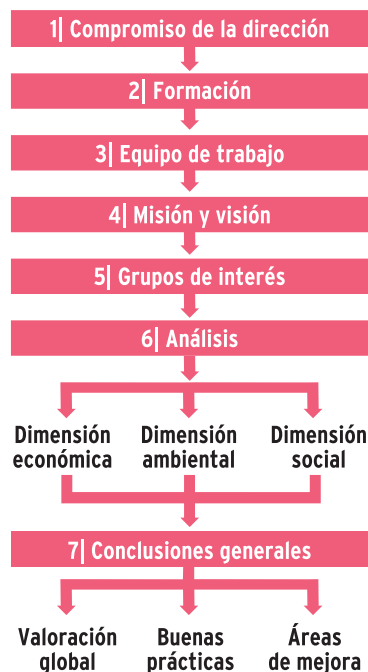 1| Compromiso de la dirección
2| Formación
3| Equipo de trabajo
4| Misión y visión
5| Grupos de interés
6| Análisis
Dimensión económica
Dimensión ambiental
Dimensión social
7| Conclusiones generales
Valoración global
Buenas prácticas
Áreas de mejora